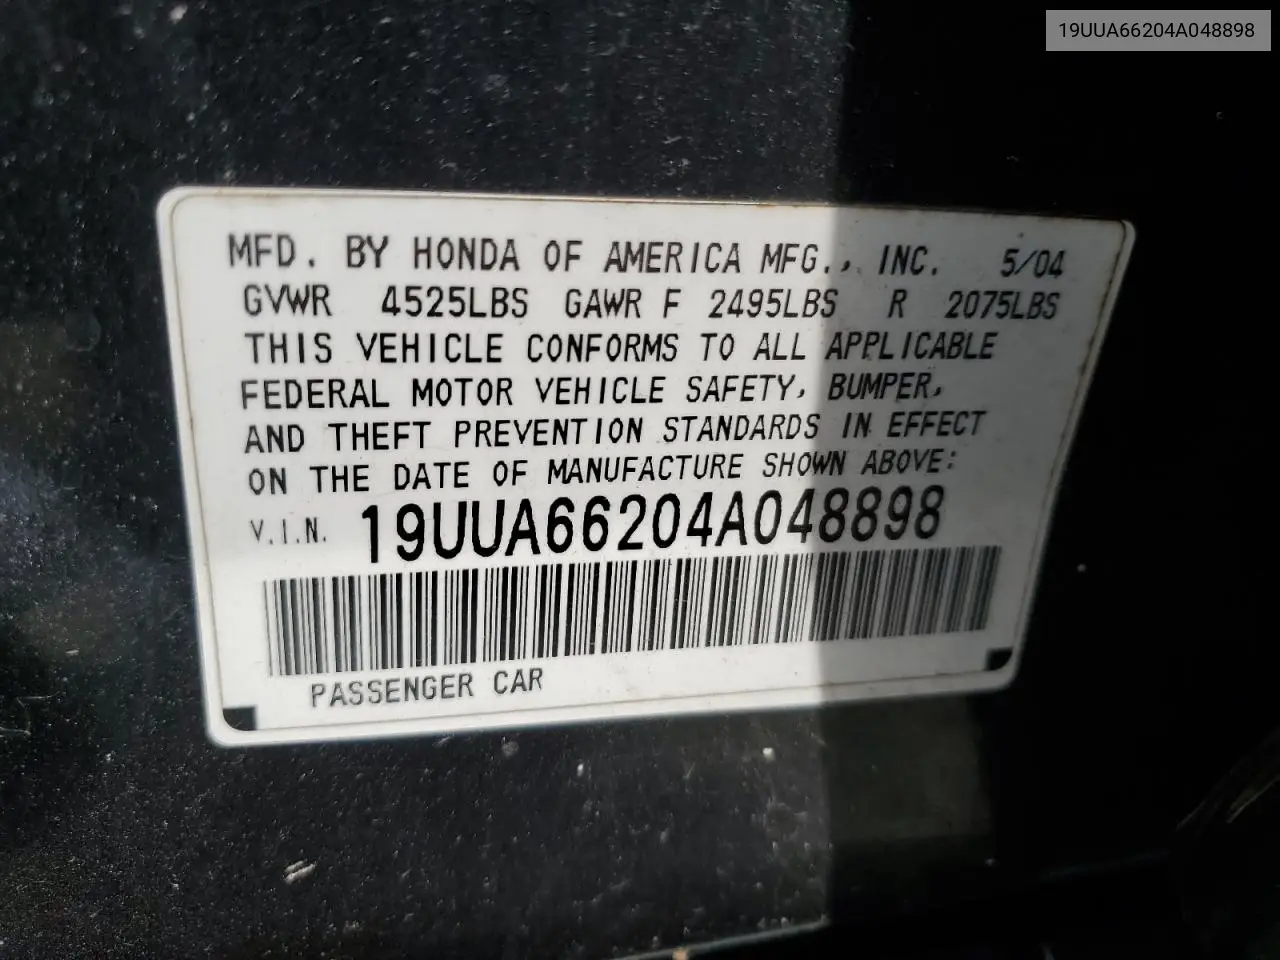 19UUA66204A048898
MFD. BY HONDA OF AMERICA MFG., INC. 5/04
GVWR 4525LBS GAWR F 2495LBS R 2075LBS
THIS VEHICLE CONFORMS TO ALL APPLICABLE
FEDERAL MOTOR VEHICLE SAFETY, BUMPER,
AND THEFT PREVENTION STANDARDS IN EFFECT
ON THE DATE OF MANUFACTURE SHOWN ABOVE:
V.I.N. 19UUA66204A048898
PASSENGER CAR